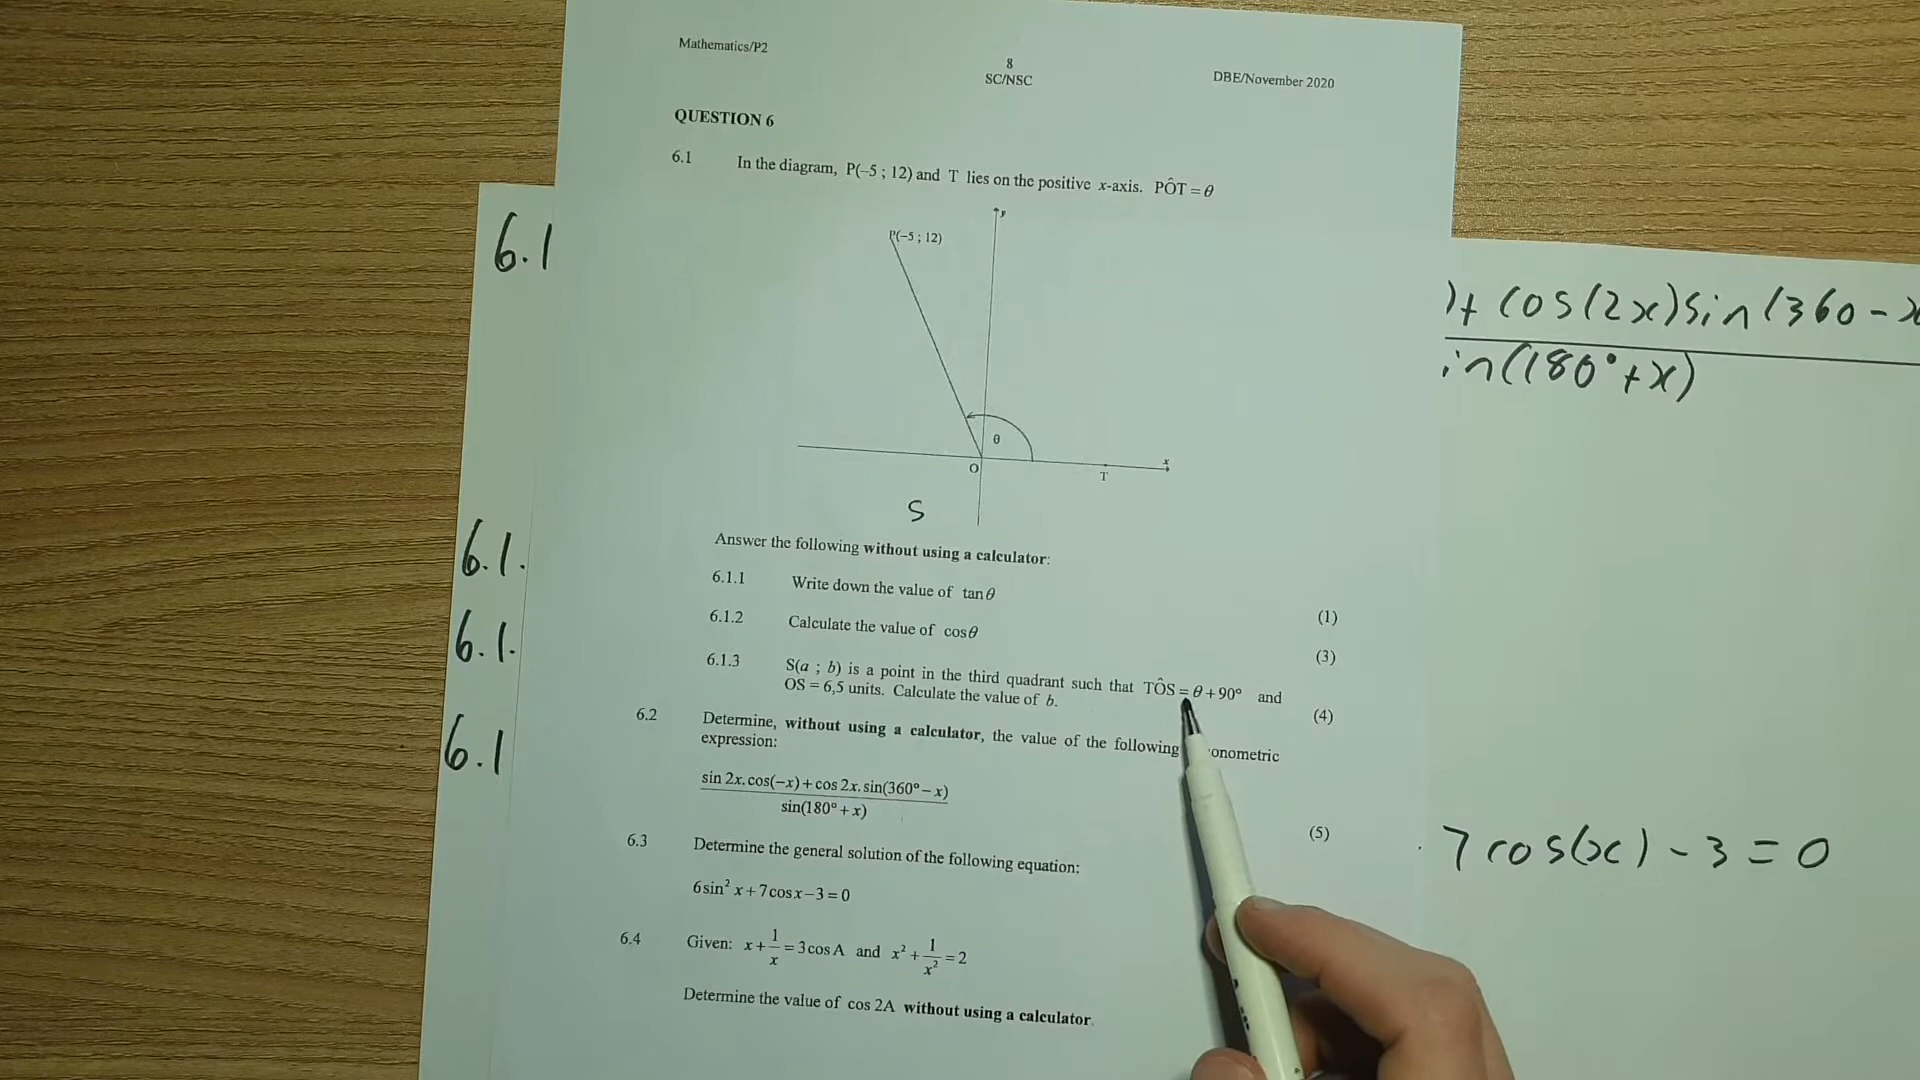 Mathematics/P2
8
SC/NSC
DBE/November 2020
QUESTION 6
6.1 In the diagram, P(–5 ; 12) and T lies on the positive x-axis. PÔT = θ
y
P(–5 ; 12)
θ
O
T
x
S
Answer the following without using a calculator:
6.1.1 Write down the value of tan θ (1)
6.1.2 Calculate the value of cos θ (3)
6.1.3 S(a ; b) is a point in the third quadrant such that TÔS = θ + 90° and
OS = 6,5 units. Calculate the value of b. (4)
6.2 Determine, without using a calculator, the value of the following onometric
expression:
sin 2x. cos(–x) + cos 2x. sin(360° – x)
sin(180° + x)
(5)
6.3 Determine the general solution of the following equation:
6 sin² x + 7 cos x – 3 = 0
6.4 Given: x + 1/x = 3 cos A and x² + 1/x² = 2
Determine the value of cos 2A without using a calculator.
6.1
6.1.
6.1.
6.1
)+ cos(2x)sin(360-x
in(180°+x)
7cos(x) - 3 = 0